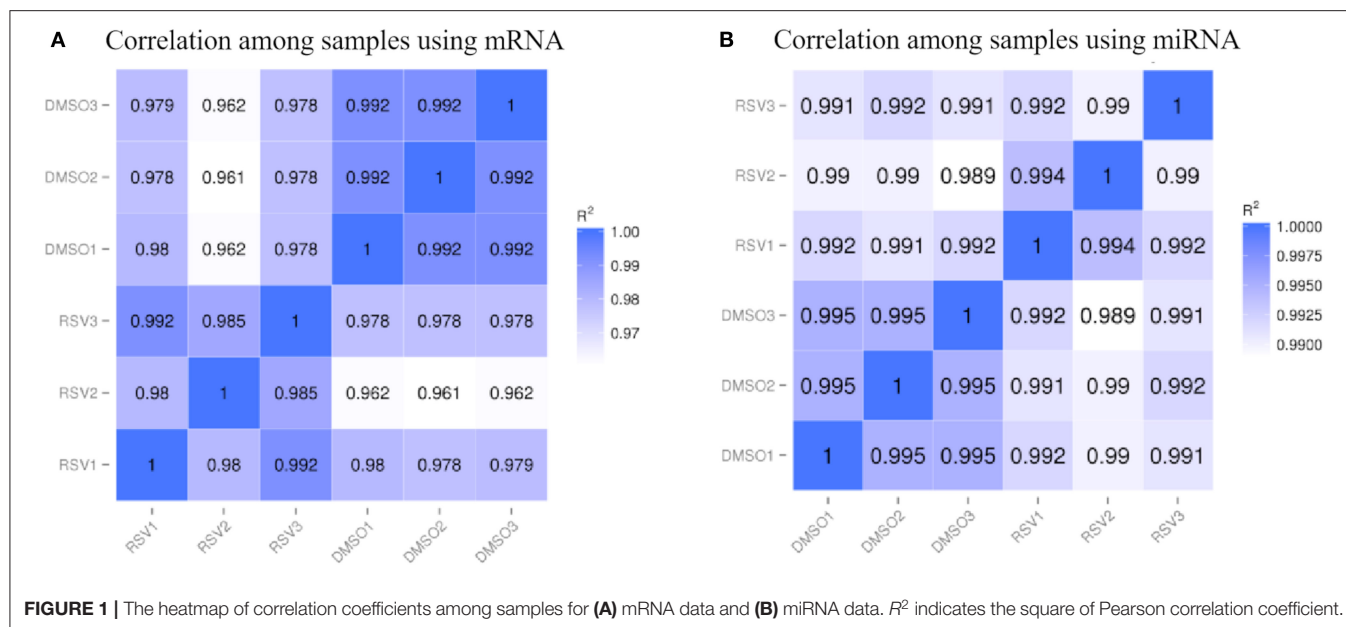 A Correlation among samples using mRNA
DMSO3 0.979 0.962 0.978 0.992 0.992 1
DMSO2 0.978 0.961 0.978 0.992 1 0.992
DMSO1 0.98 0.962 0.978 1 0.992 0.992
RSV3 0.992 0.985 1 0.978 0.978 0.978
RSV2 0.98 1 0.985 0.962 0.961 0.962
RSV1 1 0.98 0.992 0.98 0.978 0.979
RSV1 RSV2 RSV3 DMSO1 DMSO2 DMSO3
R²
1.00
0.99
0.98
0.97
B Correlation among samples using miRNA
RSV3 0.991 0.992 0.991 0.992 0.99 1
RSV2 0.99 0.99 0.989 0.994 1 0.99
RSV1 0.992 0.991 0.992 1 0.994 0.992
DMSO3 0.995 0.995 1 0.992 0.989 0.991
DMSO2 0.995 1 0.995 0.991 0.99 0.992
DMSO1 1 0.995 0.995 0.992 0.99 0.991
DMSO1 DMSO2 DMSO3 RSV1 RSV2 RSV3
R²
1.0000
0.9975
0.9950
0.9925
0.9900
FIGURE 1 | The heatmap of correlation coefficients among samples for (A) mRNA data and (B) miRNA data. R² indicates the square of Pearson correlation coefficient.